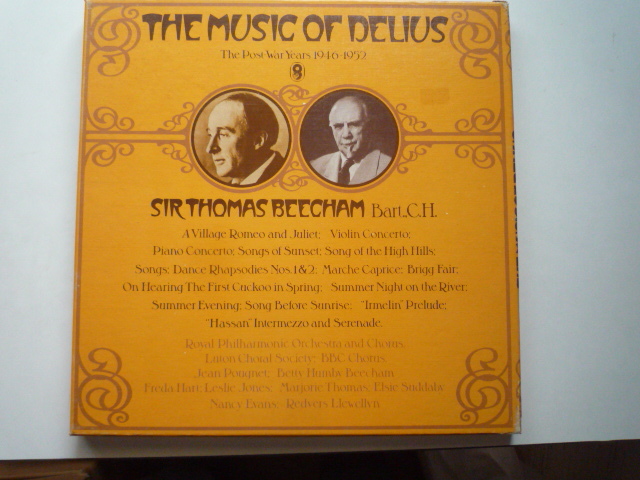 THE MUSIC OF DELIUS
The Post War Years 1946-1952
SIR THOMAS BEECHAM Bart., C.H.
A Village Romeo and Juliet; Violin Concerto;
Piano Concerto; Songs of Sunset; Song of the High Hills;
Songs: Dance Rhapsodies Nos. 1 & 2; Marche Caprice; Brigg Fair;
On Hearing The First Cuckoo in Spring; Summer Night on the River;
Summer Evening; Song Before Sunrise; "Irmelin" Prelude;
"Hassan" Intermezzo and Serenade.
Royal Philharmonic Orchestra and Chorus,
Luton Choral Society; BBC Chorus
Jean Pougnet; Betty Humby Beecham
Freda Hart; Leslie Jones; Marjorie Thomas; Elsie Suddaby
Nancy Evans; Redvers Llewellyn